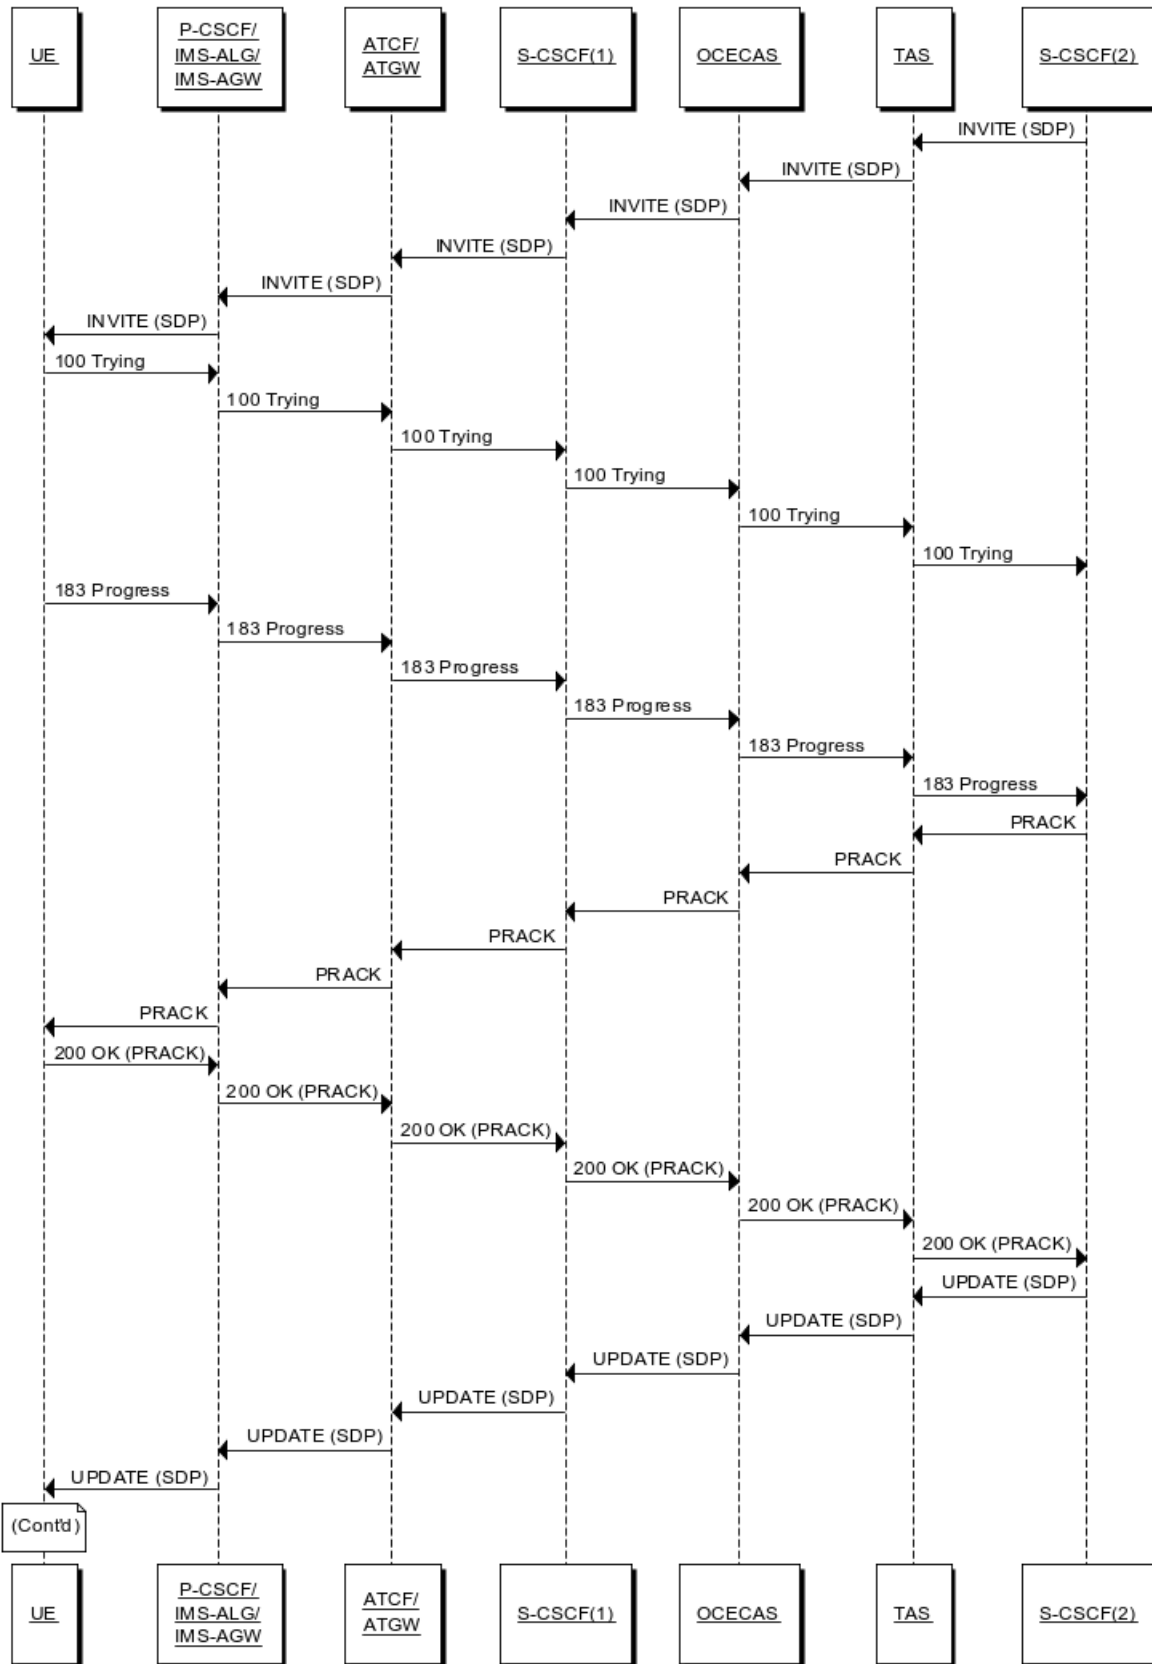 UE
P-CSCF/
IMS-ALG/
IMS-AGW
ATCF/
ATGW
S-CSCF(1)
OCECAS
TAS
S-CSCF(2)
INVITE (SDP)
INVITE (SDP)
INVITE (SDP)
INVITE (SDP)
INVITE (SDP)
INVITE (SDP)
100 Trying
100 Trying
100 Trying
100 Trying
100 Trying
100 Trying
183 Progress
183 Progress
183 Progress
183 Progress
183 Progress
183 Progress
PRACK
PRACK
PRACK
PRACK
PRACK
PRACK
200 OK (PRACK)
200 OK (PRACK)
200 OK (PRACK)
200 OK (PRACK)
200 OK (PRACK)
200 OK (PRACK)
UPDATE (SDP)
UPDATE (SDP)
UPDATE (SDP)
UPDATE (SDP)
UPDATE (SDP)
UPDATE (SDP)
(Cont'd)
UE
P-CSCF/
IMS-ALG/
IMS-AGW
ATCF/
ATGW
S-CSCF(1)
OCECAS
TAS
S-CSCF(2)